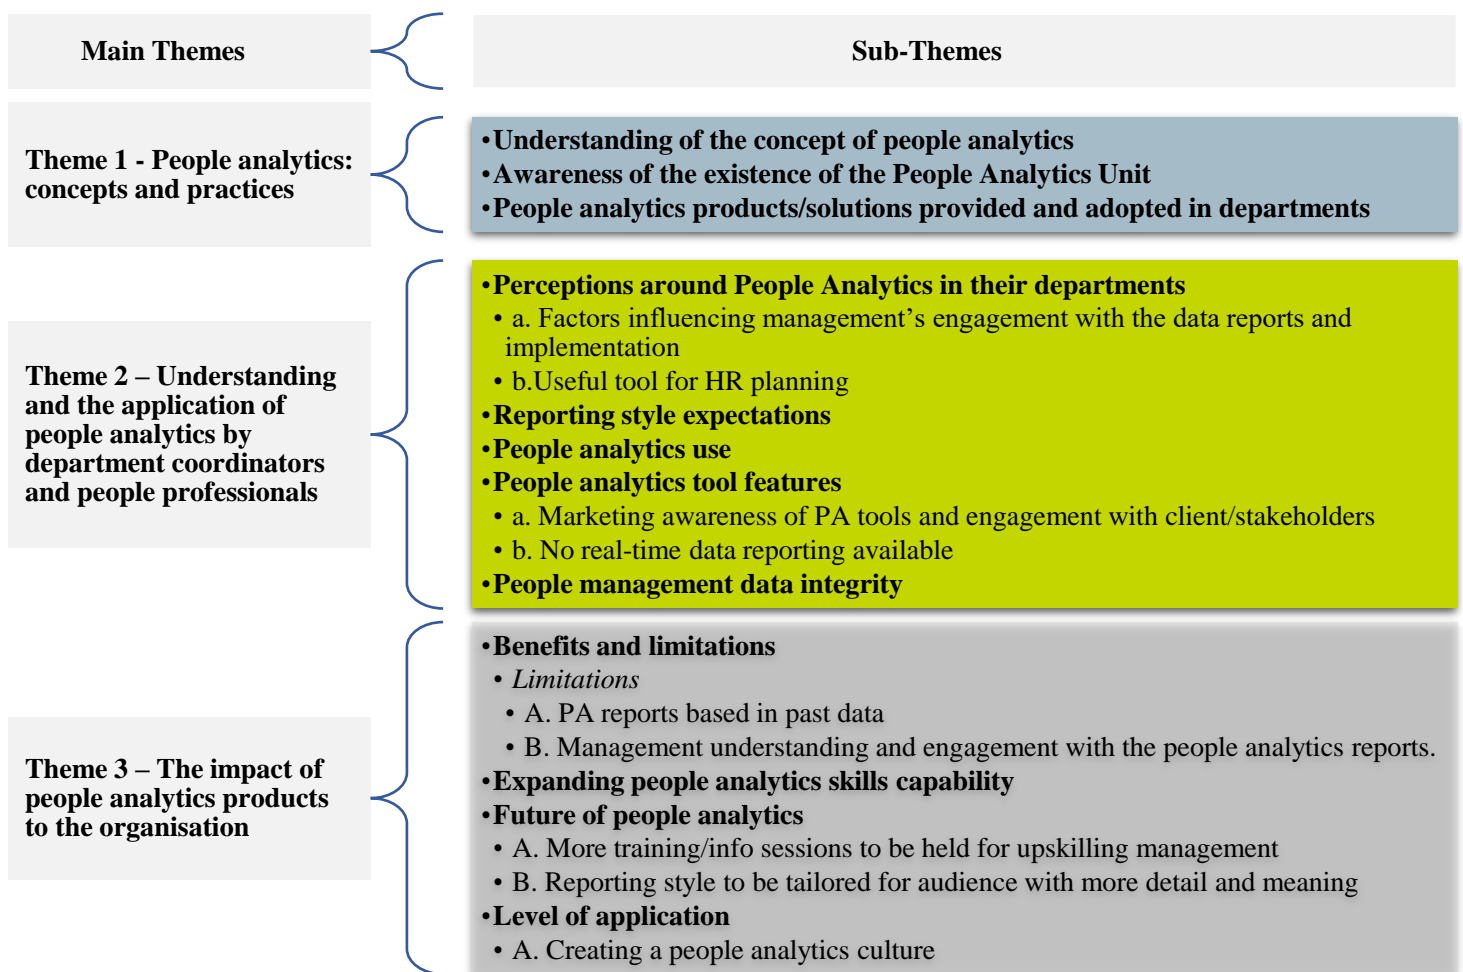 Main Themes
Sub-Themes
Theme 1 - People analytics:
concepts and practices
•Understanding of the concept of people analytics
•Awareness of the existence of the People Analytics Unit
•People analytics products/solutions provided and adopted in departments
Theme 2 – Understanding
and the application of
people analytics by
department coordinators
and people professionals
•Perceptions around People Analytics in their departments
• a. Factors influencing management’s engagement with the data reports and
implementation
• b.Useful tool for HR planning
•Reporting style expectations
•People analytics use
•People analytics tool features
• a. Marketing awareness of PA tools and engagement with client/stakeholders
• b. No real-time data reporting available
•People management data integrity
Theme 3 – The impact of
people analytics products
to the organisation
•Benefits and limitations
• Limitations
• A. PA reports based in past data
• B. Management understanding and engagement with the people analytics reports.
•Expanding people analytics skills capability
•Future of people analytics
• A. More training/info sessions to be held for upskilling management
• B. Reporting style to be tailored for audience with more detail and meaning
•Level of application
• A. Creating a people analytics culture